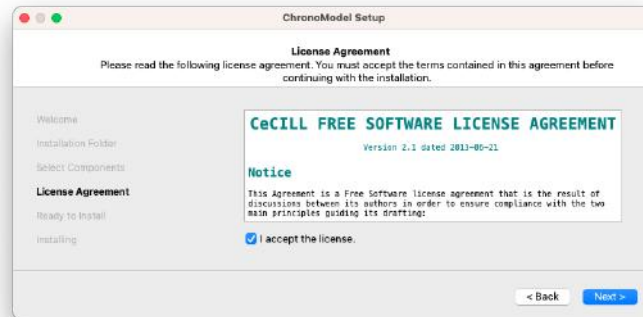 ChronoModel Setup
License Agreement
Please read the following license agreement. You must accept the terms contained in this agreement before
continuing with the installation.
Welcome
Installation Folder
Select Components
License Agreement
Ready to Install
Installing
CeCILL FREE SOFTWARE LICENSE AGREEMENT
Version 2.1 dated 2013-06-21
Notice
This Agreement is a Free Software license agreement that is the result of
discussions between its authors in order to ensure compliance with the two
main principles guiding its drafting:
I accept the license.
< Back
Next >